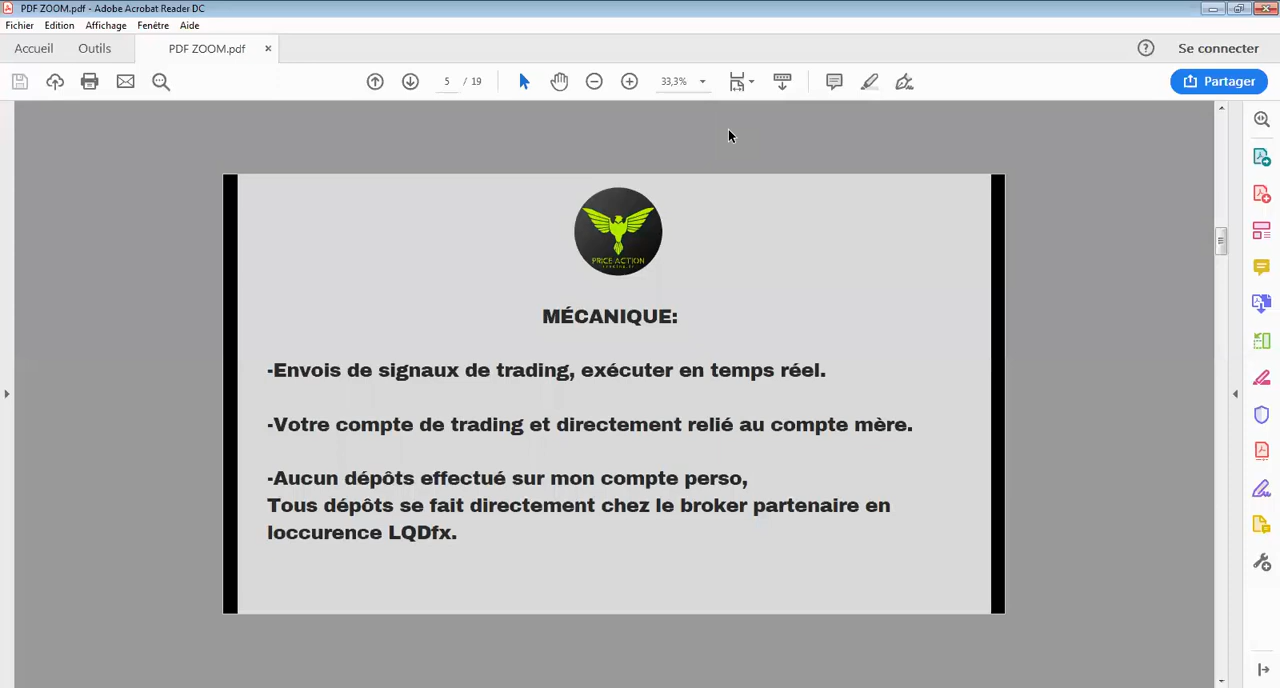 PDF ZOOM.pdf - Adobe Acrobat Reader DC
Fichier Edition Affichage Fenêtre Aide
Accueil Outils PDF ZOOM.pdf × Se connecter
5 / 19 33,3% Partager
PRICE ACTION
MÉCANIQUE:
-Envois de signaux de trading, exécuter en temps réel.
-Votre compte de trading et directement relié au compte mère.
-Aucun dépôts effectué sur mon compte perso,
Tous dépôts se fait directement chez le broker partenaire en
loccurence LQDfx.